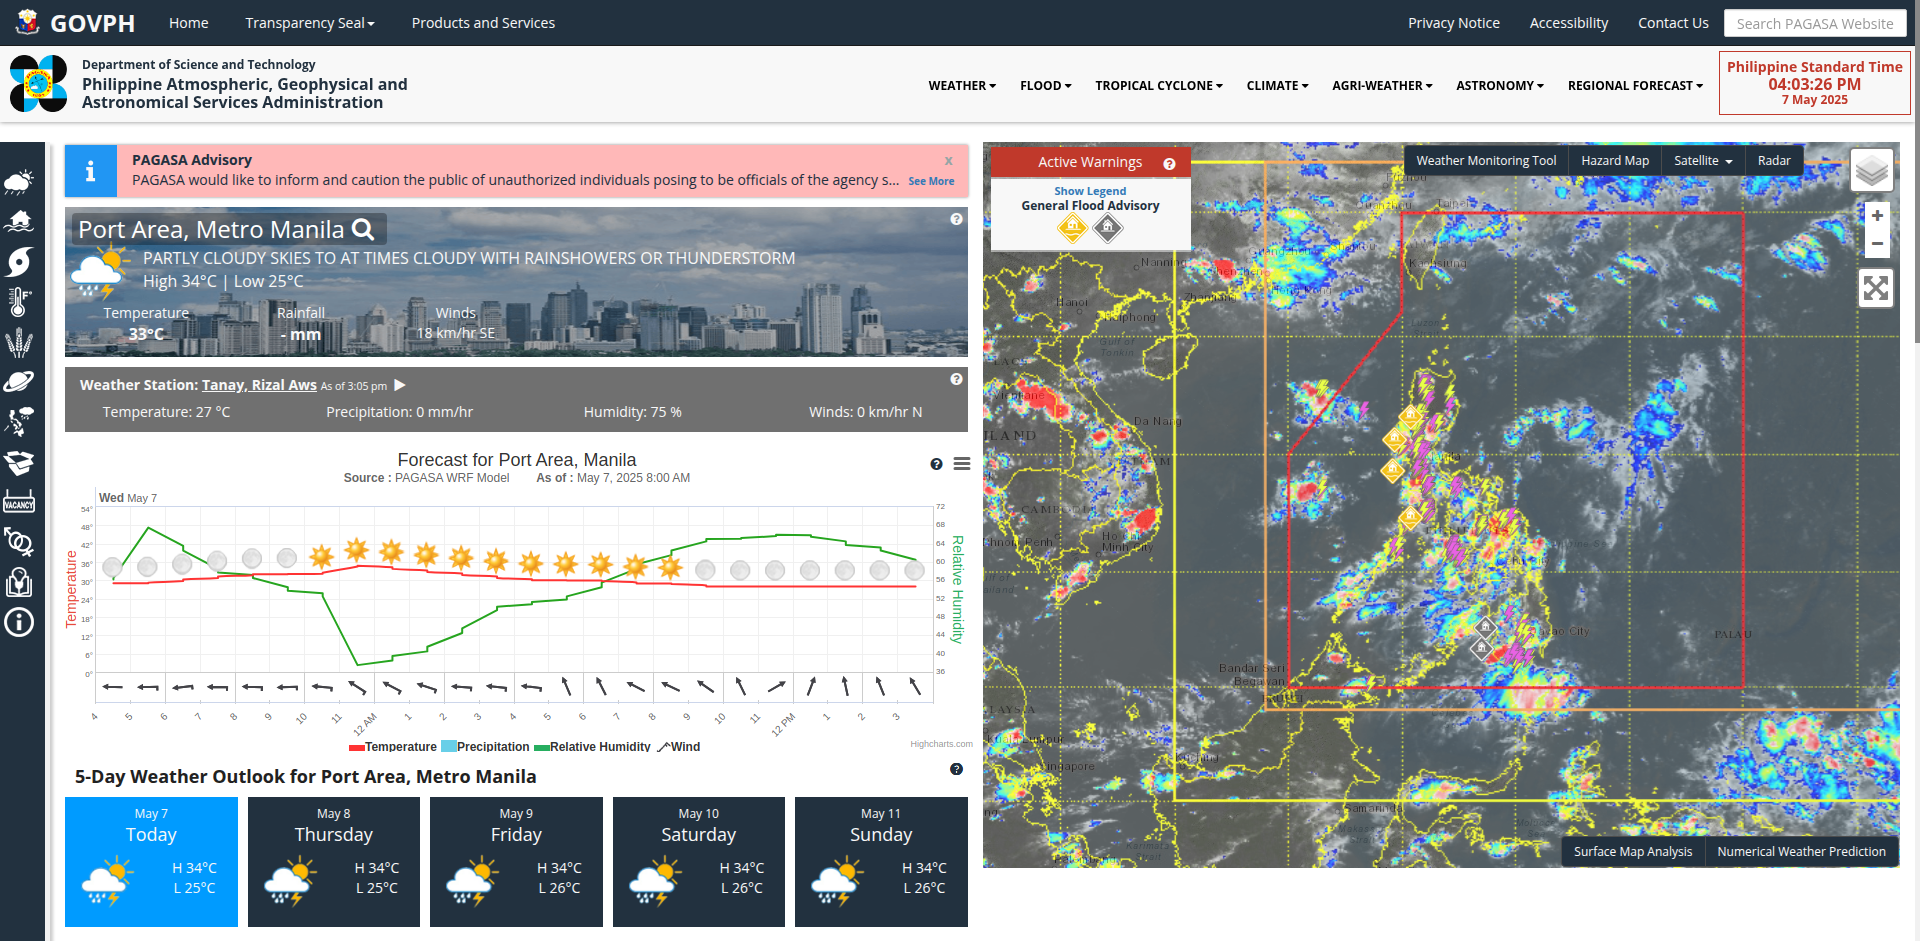 GOVPH
Home
Transparency Seal
Products and Services
Privacy Notice
Accessibility
Contact Us
Search PAGASA Website
Department of Science and Technology
Philippine Atmospheric, Geophysical and
Astronomical Services Administration
WEATHER
FLOOD
TROPICAL CYCLONE
CLIMATE
AGRI-WEATHER
ASTRONOMY
REGIONAL FORECAST
Philippine Standard Time
04:03:26 PM
7 May 2025
VACANCY
PAGASA Advisory
x
PAGASA would like to inform and caution the public of unauthorized individuals posing to be officials of the agency s... See More
Port Area, Metro Manila
PARTLY CLOUDY SKIES TO AT TIMES CLOUDY WITH RAINSHOWERS OR THUNDERSTORM
High 34°C | Low 25°C
Temperature
33°C
Rainfall
- mm
Winds
18 km/hr SE
Weather Station: Tanay, Rizal Aws As of 3:05 pm
Temperature: 27 °C
Precipitation: 0 mm/hr
Humidity: 75 %
Winds: 0 km/hr N
Forecast for Port Area, Manila
Source : PAGASA WRF Model As of : May 7, 2025 8:00 AM
Wed May 7
54°
48°
42°
36°
30°
24°
18°
12°
6°
0°
Temperature
72
68
64
60
56
52
48
44
40
36
Relative Humidity
4 5 6 7 8 9 10 11 12 AM 1 2 3 4 5 6 7 8 9 10 11 12 PM 1 2 3
Temperature Precipitation Relative Humidity Wind
Highcharts.com
5-Day Weather Outlook for Port Area, Metro Manila
May 7
Today
H 34°C
L 25°C
May 8
Thursday
H 34°C
L 25°C
May 9
Friday
H 34°C
L 26°C
May 10
Saturday
H 34°C
L 26°C
May 11
Sunday
H 34°C
L 26°C
Active Warnings
Show Legend
General Flood Advisory
Weather Monitoring Tool
Hazard Map
Satellite
Radar
+
−
Taipei
Kaohsiung
Nanning
Hanoi
Haiphong
Gulf of
Tonkin
Luzon
Vientiane
Da Nang
CAMBODIA
Ho Chi
Minh City
PALAU
Bandar Seri
Begawan
Kuching
Singapore
Samarinda
Karimata
Strait
Surface Map Analysis
Numerical Weather Prediction